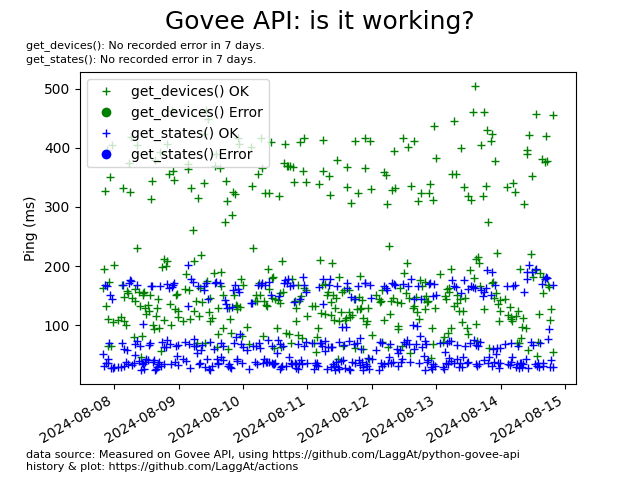 Govee API: is it working?
get_devices(): No recorded error in 7 days.
get_states(): No recorded error in 7 days.
get_devices() OK
get_devices() Error
get_states() OK
get_states() Error
Ping (ms)
500
400
300
200
100
2024-08-08
2024-08-09
2024-08-10
2024-08-11
2024-08-12
2024-08-13
2024-08-14
2024-08-15
data source: Measured on Govee API, using https://github.com/LaggAt/python-govee-api
history & plot: https://github.com/LaggAt/actions